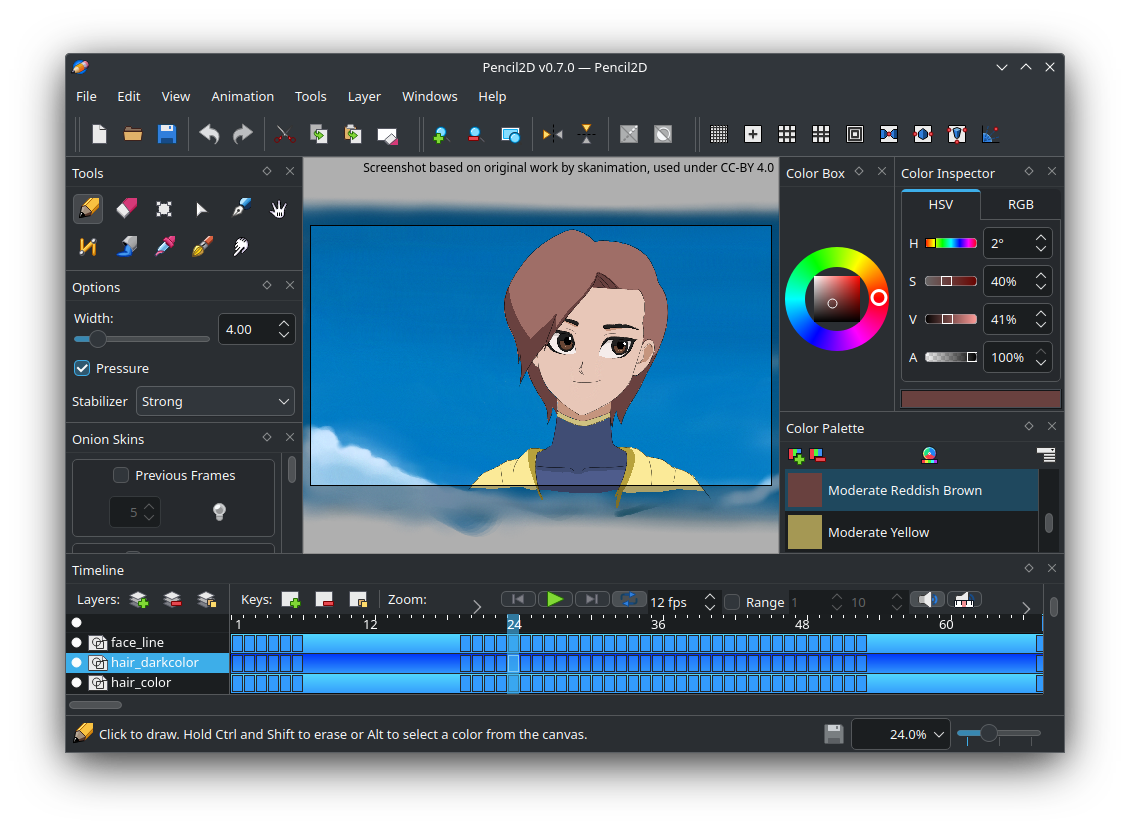 Pencil2D v0.7.0 — Pencil2D
File Edit View Animation Tools Layer Windows Help
Tools
Screenshot based on original work by skanimation, used under CC-BY 4.0
Color Box
Color Inspector
HSV RGB
H 2°
S 40%
V 41%
A 100%
Options
Width:
4.00
Pressure
Stabilizer Strong
Onion Skins
Previous Frames
5
Color Palette
Moderate Reddish Brown
Moderate Yellow
Timeline
Layers: Keys: Zoom: 12 fps Range 1 10
1 12 24 36 48 60
face_line
hair_darkcolor
hair_color
Click to draw. Hold Ctrl and Shift to erase or Alt to select a color from the canvas.
24.0%